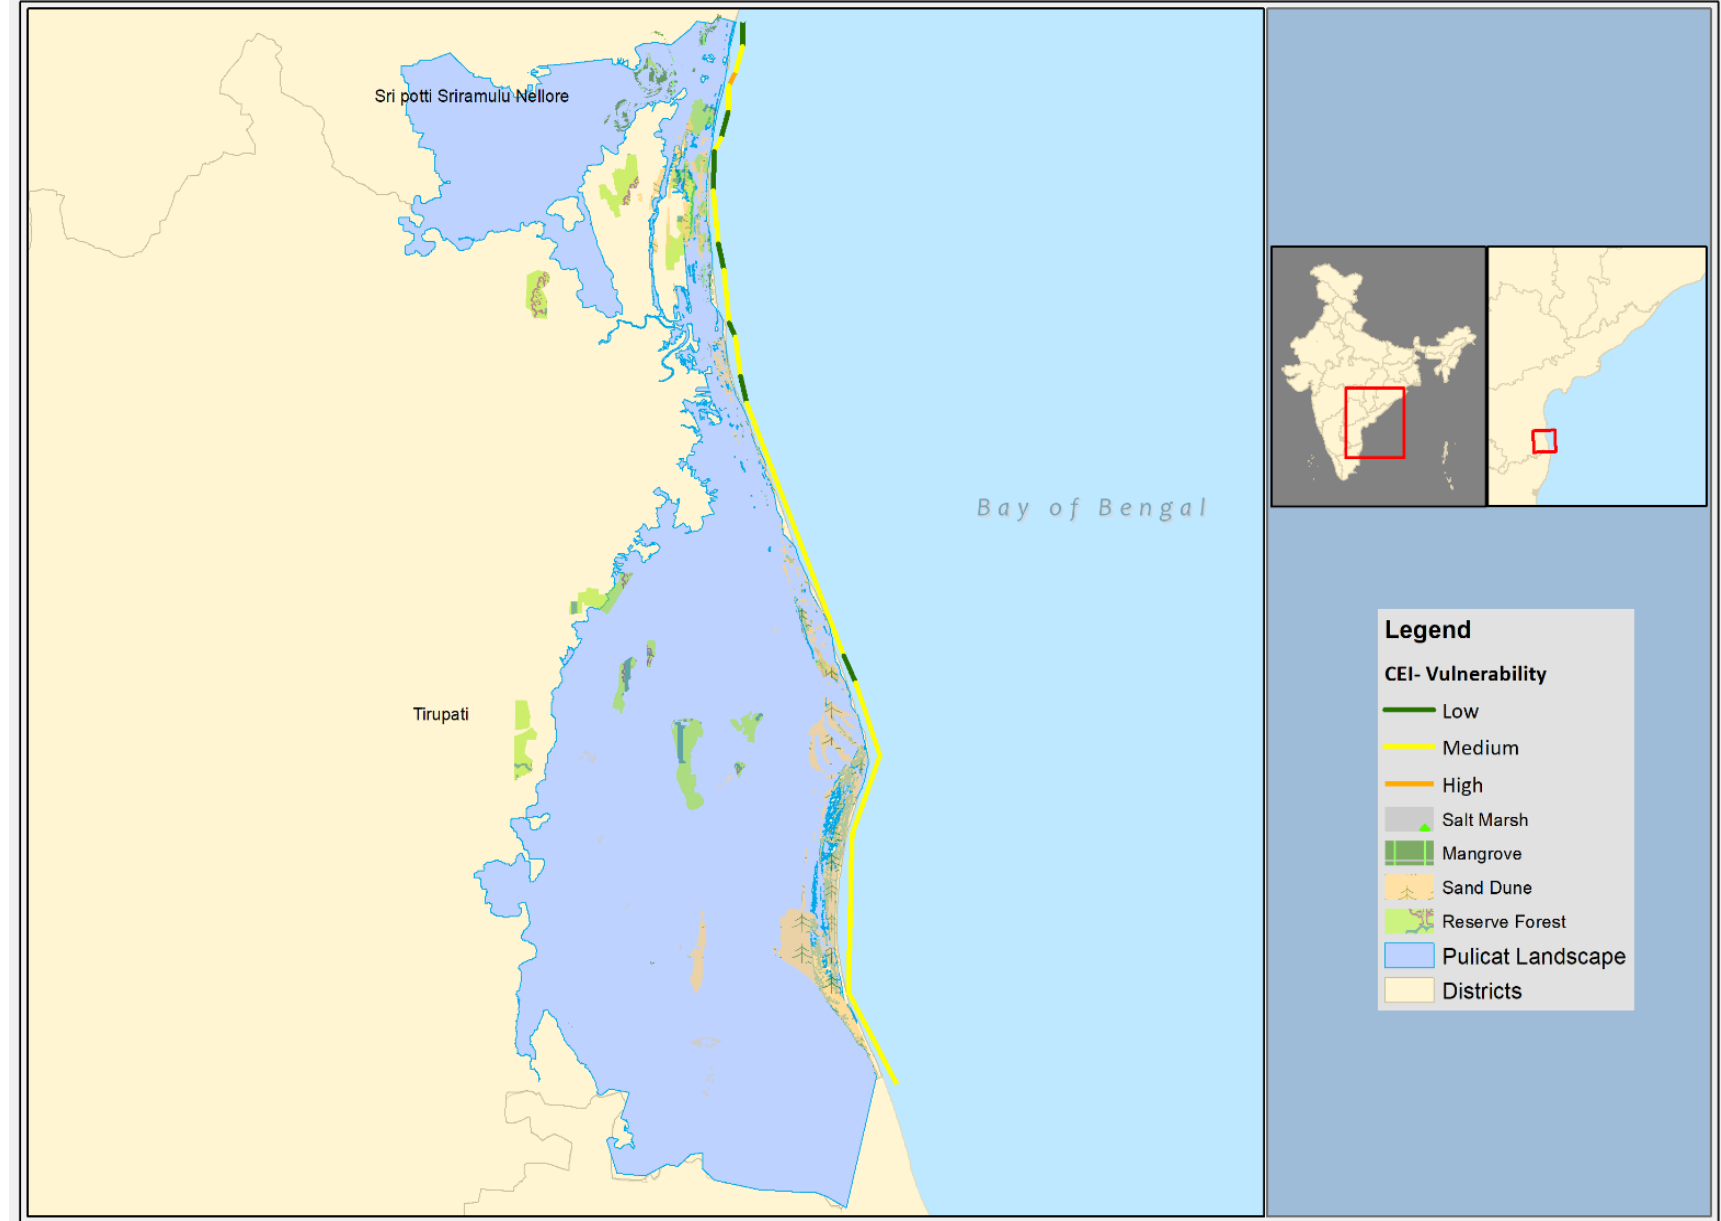 Sri potti Sriramulu Nellore
Bay of Bengal
Tirupati
Legend
CEI- Vulnerability
Low
Medium
High
Salt Marsh
Mangrove
Sand Dune
Reserve Forest
Pulicat Landscape
Districts